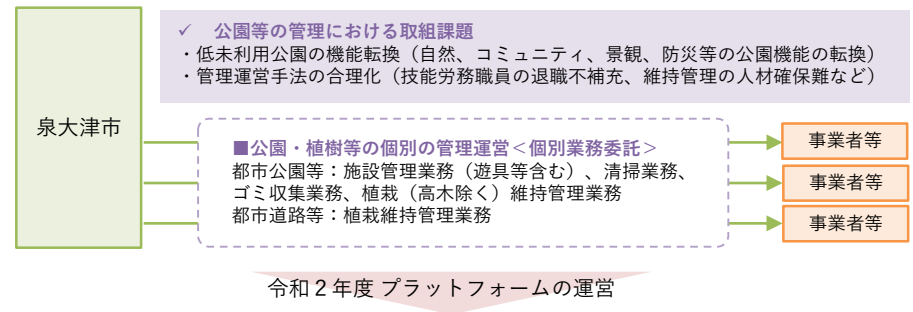 ✓ 公園等の管理における取組課題
・低未利用公園の機能転換（自然、コミュニティ、景観、防災等の公園機能の転換）
・管理運営手法の合理化（技能労務職員の退職不補充、維持管理の人材確保難など）
泉大津市
■公園・植樹等の個別の管理運営＜個別業務委託＞
都市公園等：施設管理業務（遊具等含む）、清掃業務、
ゴミ収集業務、植栽（高木除く）維持管理業務
都市道路等：植栽維持管理業務
事業者等
事業者等
事業者等
令和２年度 プラットフォームの運営